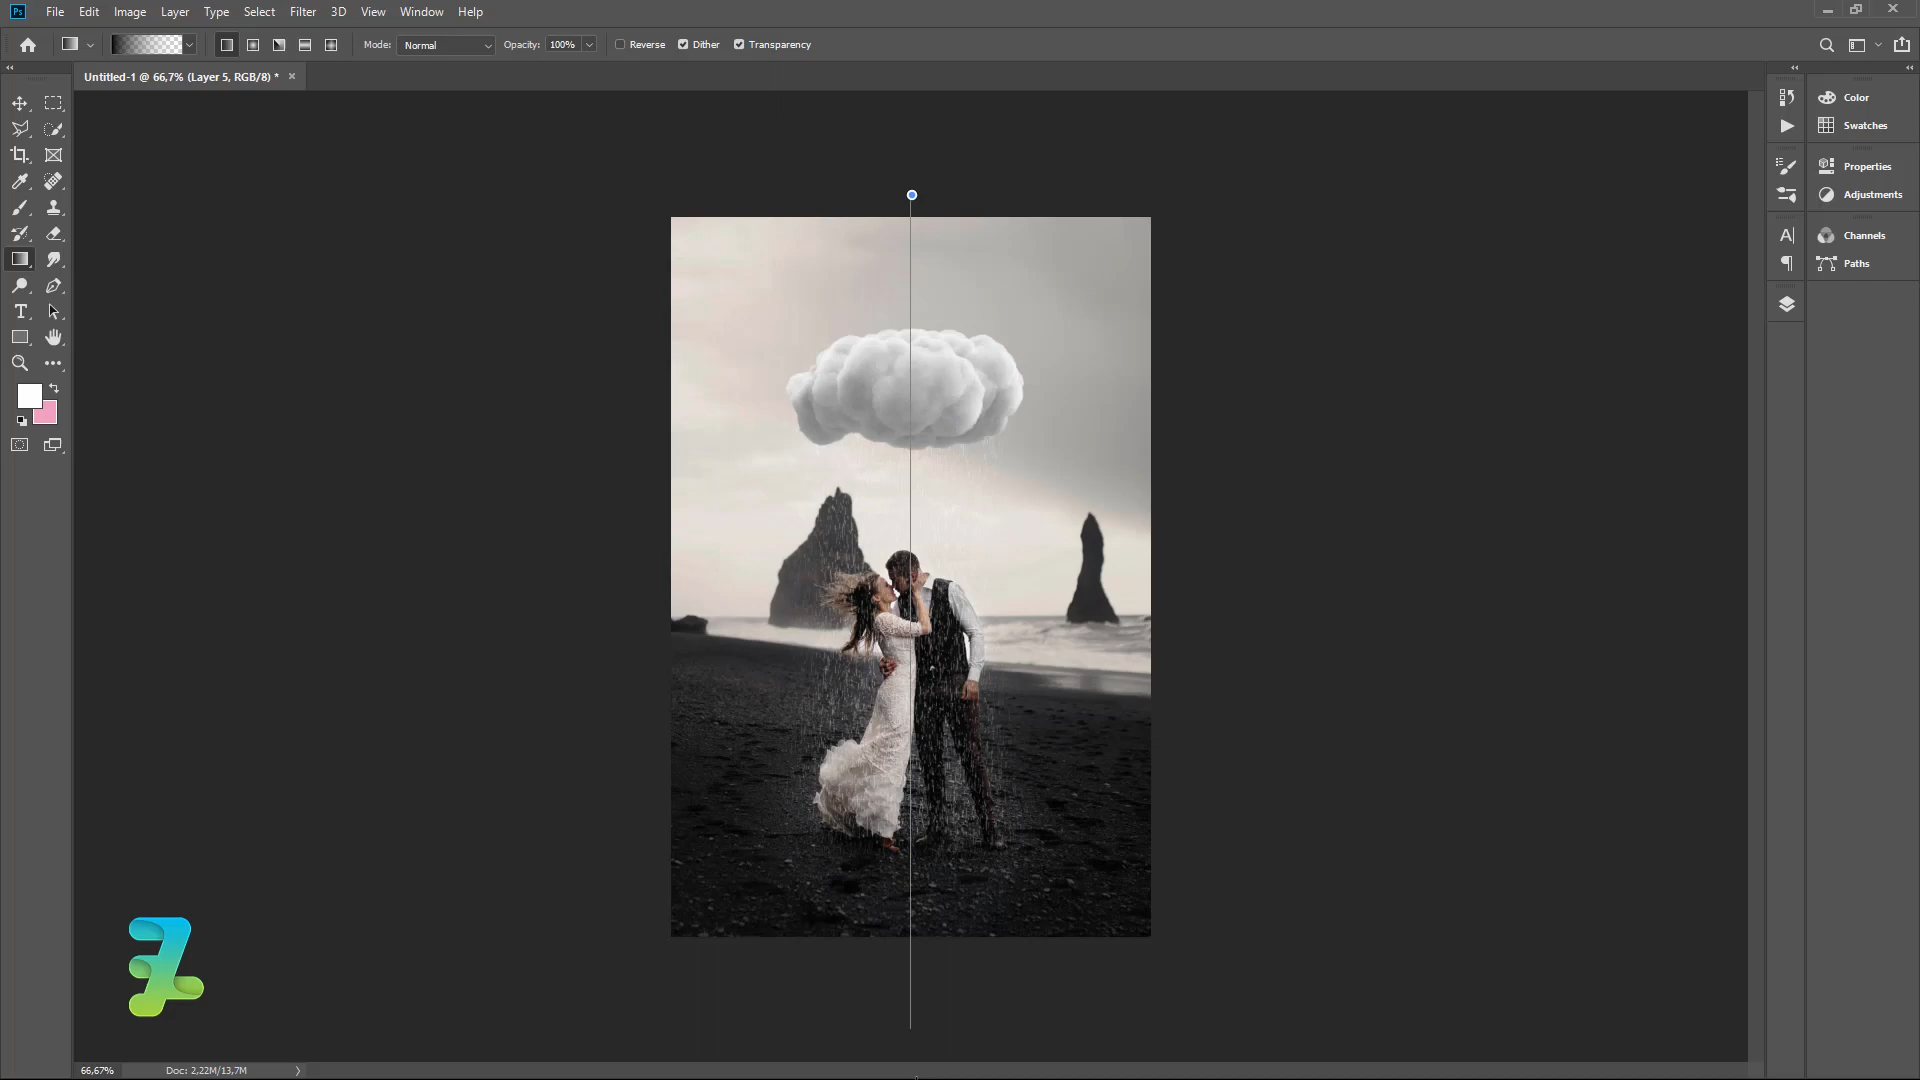 Ps File Edit Image Layer Type Select Filter 3D View Window Help
Mode: Normal Opacity: 100% Reverse Dither Transparency
Untitled-1 @ 66,7% (Layer 5, RGB/8) *
Color
Swatches
Properties
Adjustments
Channels
Paths
66,67% Doc: 2,22M/13,7M